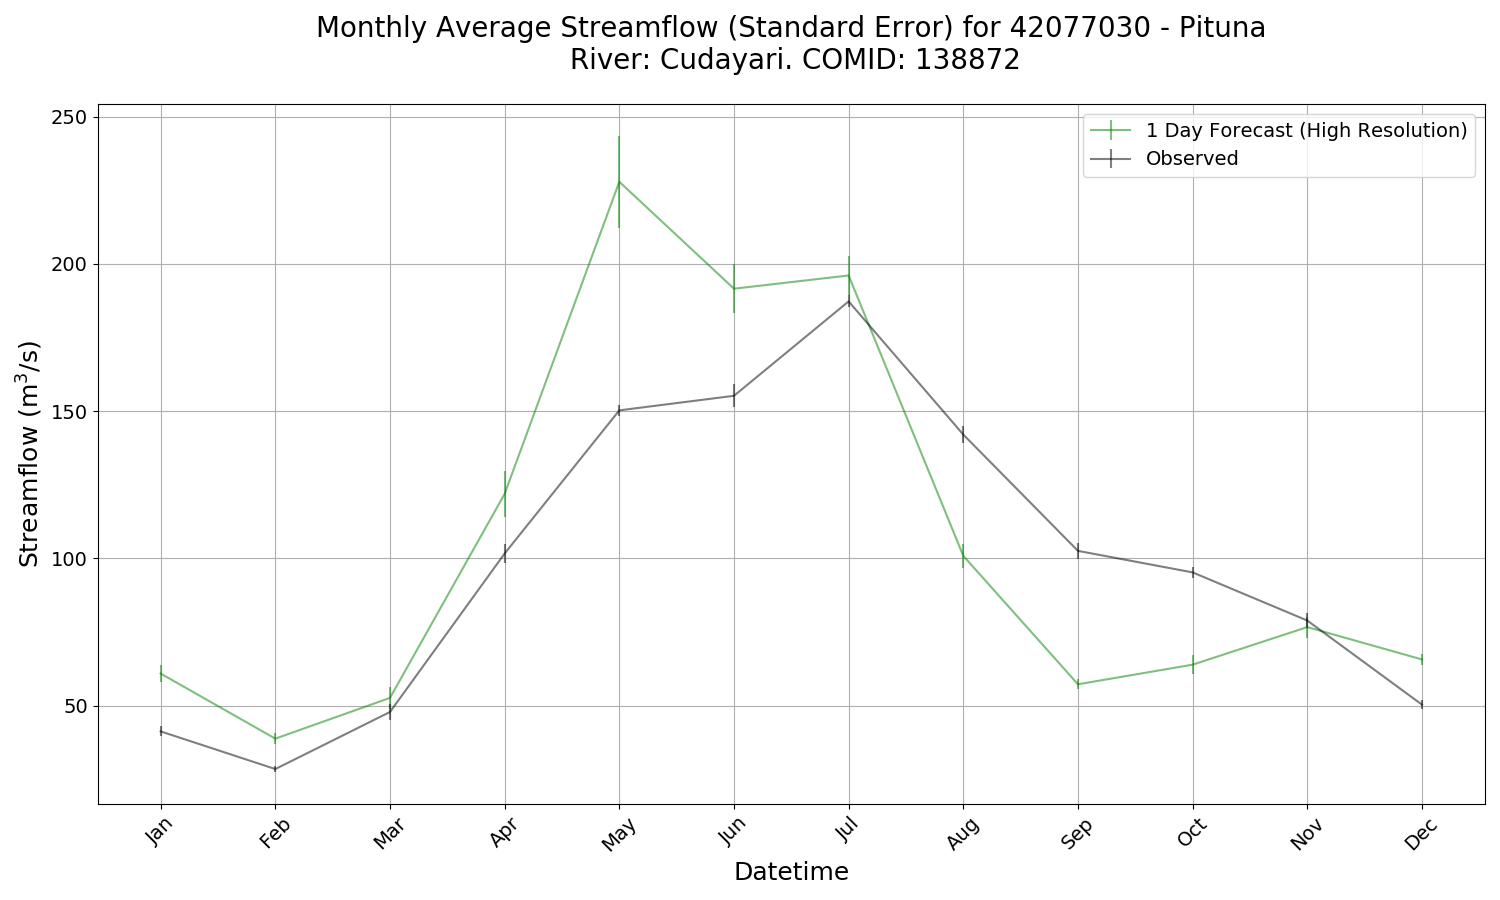 Monthly Average Streamflow (Standard Error) for 42077030 - Pituna
River: Cudayari. COMID: 138872
250
200
150
100
50
Streamflow (m³/s)
1 Day Forecast (High Resolution)
Observed
Jan
Feb
Mar
Apr
May
Jun
Jul
Aug
Sep
Oct
Nov
Dec
Datetime